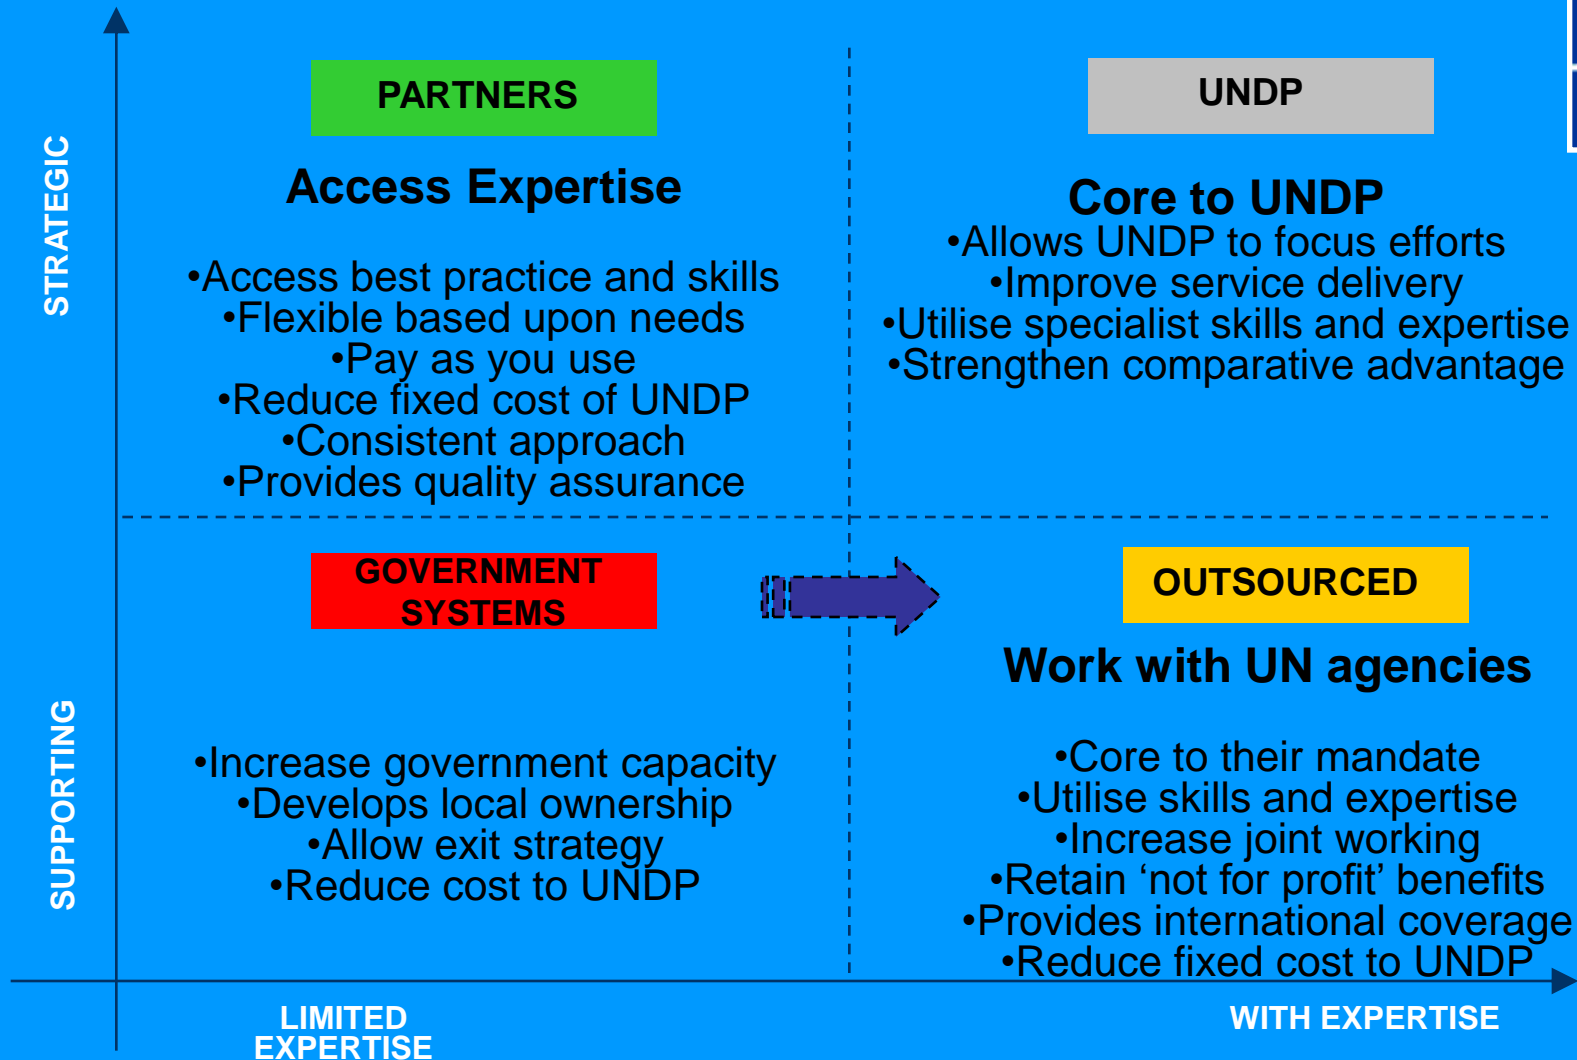 STRATEGIC
PARTNERS
Access Expertise
•Access best practice and skills
•Flexible based upon needs
•Pay as you use
•Reduce fixed cost of UNDP
•Consistent approach
•Provides quality assurance
UNDP
Core to UNDP
•Allows UNDP to focus efforts
•Improve service delivery
•Utilise specialist skills and expertise
•Strengthen comparative advantage
SUPPORTING
GOVERNMENT
SYSTEMS
•Increase government capacity
•Develops local ownership
•Allow exit strategy
•Reduce cost to UNDP
OUTSOURCED
Work with UN agencies
•Core to their mandate
•Utilise skills and expertise
•Increase joint working
•Retain ‘not for profit’ benefits
•Provides international coverage
•Reduce fixed cost to UNDP
LIMITED
EXPERTISE
WITH EXPERTISE